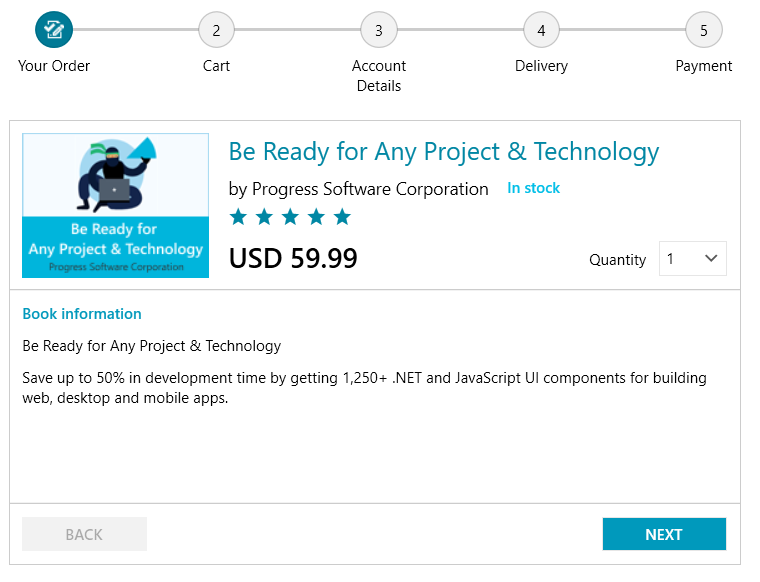 2
3
4
5
Your Order
Cart
Account
Details
Delivery
Payment
Be Ready for
Any Project & Technology
Progress Software Corporation
Be Ready for Any Project & Technology
by Progress Software Corporation
In stock
USD 59.99
Quantity
1
Book information
Be Ready for Any Project & Technology
Save up to 50% in development time by getting 1,250+ .NET and JavaScript UI components for building
web, desktop and mobile apps.
BACK
NEXT